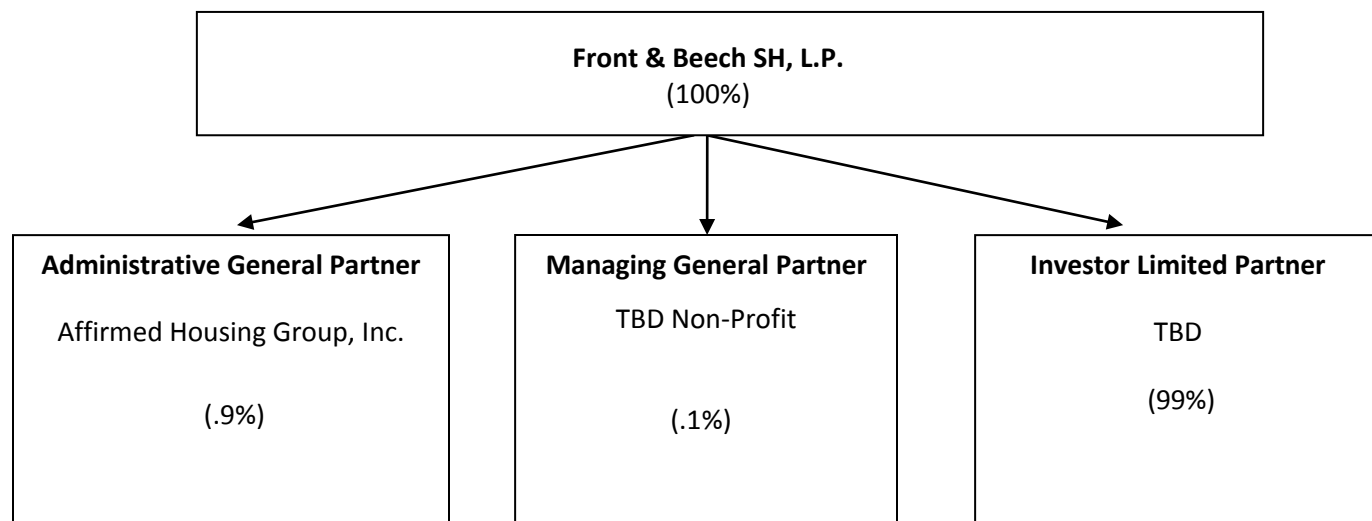 Front & Beech SH, L.P.
(100%)
Administrative General Partner
Affirmed Housing Group, Inc.
(.9%)
Managing General Partner
TBD Non-Profit
(.1%)
Investor Limited Partner
TBD
(99%)